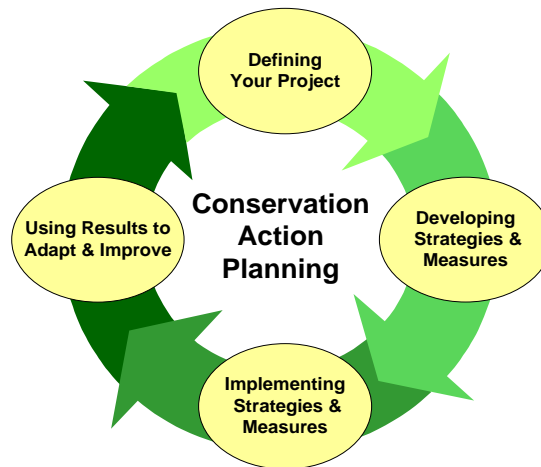 Defining
Your Project
Conservation
Action
Planning
Developing
Strategies &
Measures
Using Results to
Adapt & Improve
Implementing
Strategies &
Measures